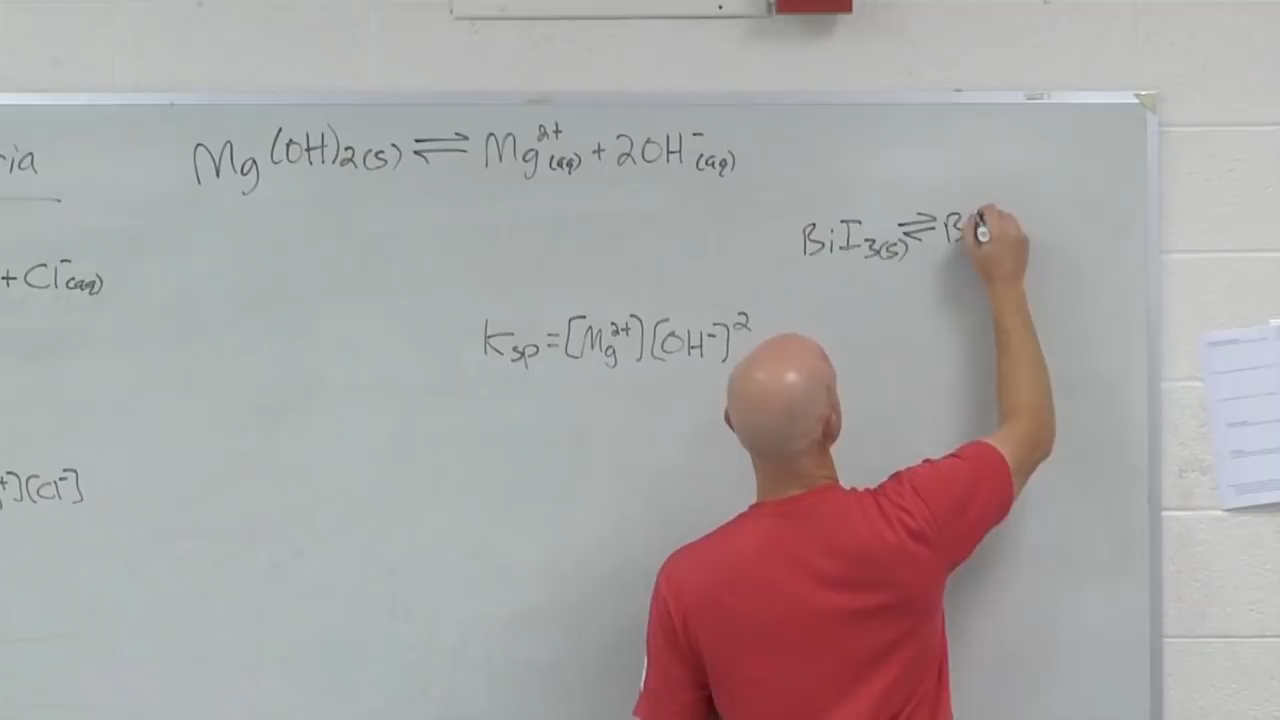 ia
Mg(OH)₂(s) ⇌ Mg²⁺(aq) + 2OH⁻(aq)
BiI₃(s) ⇌ B
+ Cl⁻(aq)
Ksp = [Mg²⁺][OH⁻]²
⁺][Cl⁻]